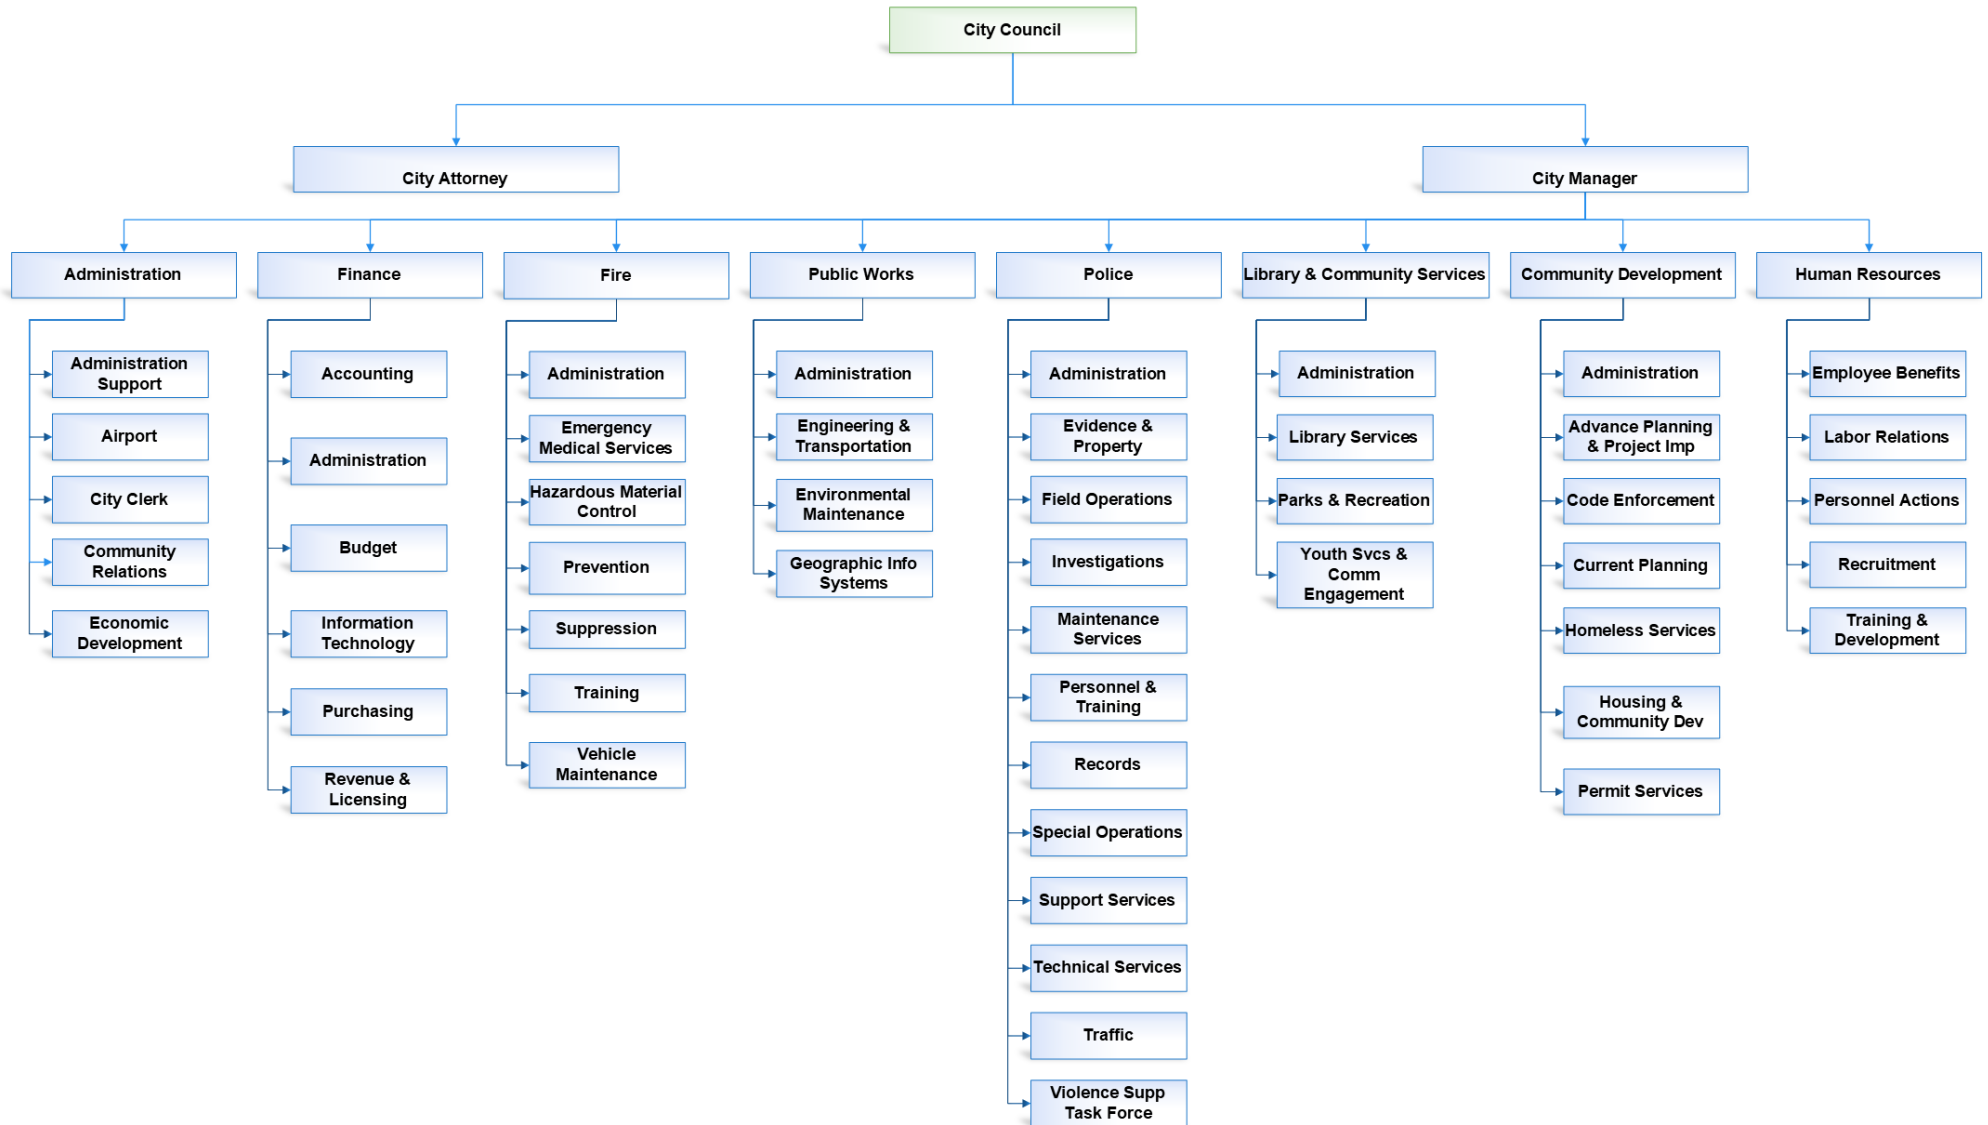 City Council
City Attorney
City Manager
Administration
Finance
Fire
Public Works
Police
Library & Community Services
Community Development
Human Resources
Administration
Support
Airport
City Clerk
Community
Relations
Economic
Development
Accounting
Administration
Budget
Information
Technology
Purchasing
Revenue &
Licensing
Administration
Emergency
Medical Services
Hazardous Material
Control
Prevention
Suppression
Training
Vehicle
Maintenance
Administration
Engineering &
Transportation
Environmental
Maintenance
Geographic Info
Systems
Administration
Evidence &
Property
Field Operations
Investigations
Maintenance
Services
Personnel &
Training
Records
Special Operations
Support Services
Technical Services
Traffic
Violence Supp
Task Force
Administration
Library Services
Parks & Recreation
Youth Svcs &
Comm
Engagement
Administration
Advance Planning
& Project Imp
Code Enforcement
Current Planning
Homeless Services
Housing &
Community Dev
Permit Services
Employee Benefits
Labor Relations
Personnel Actions
Recruitment
Training &
Development